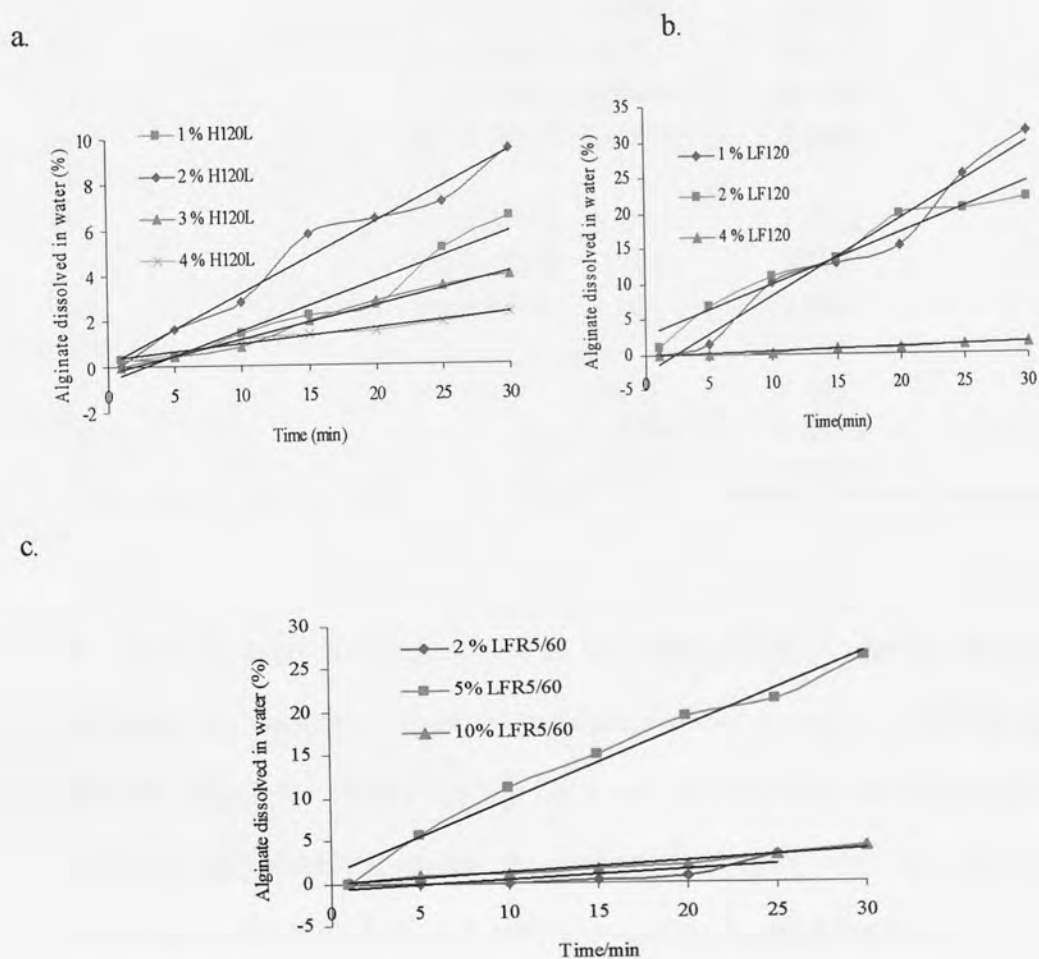 a.
b.
1 % H120L
2 % H120L
3 % H120L
4 % H120L
Alginate dissolved in water (%)
10
8
6
4
2
0
-2
0 5 10 15 20 25 30
Time (min)
1 % LF120
2 % LF120
4 % LF120
Alginate dissolved in water (%)
35
30
25
20
15
10
5
0
-5
0 5 10 15 20 25 30
Time(min)
c.
2 % LFR5/60
5% LFR5/60
10% LFR5/60
Alginate dissolved in water (%)
30
25
20
15
10
5
0
-5
0 5 10 15 20 25 30
Time/min